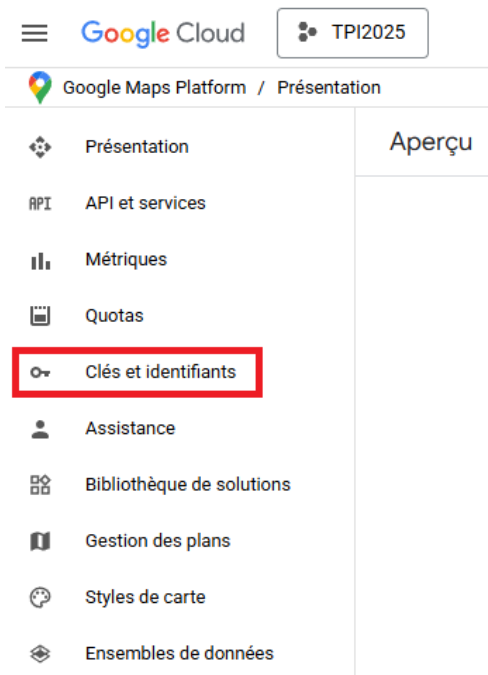 Google Cloud
TPI2025
Google Maps Platform / Présentation
Présentation
Aperçu
API
API et services
Métriques
Quotas
Clés et identifiants
Assistance
Bibliothèque de solutions
Gestion des plans
Styles de carte
Ensembles de données